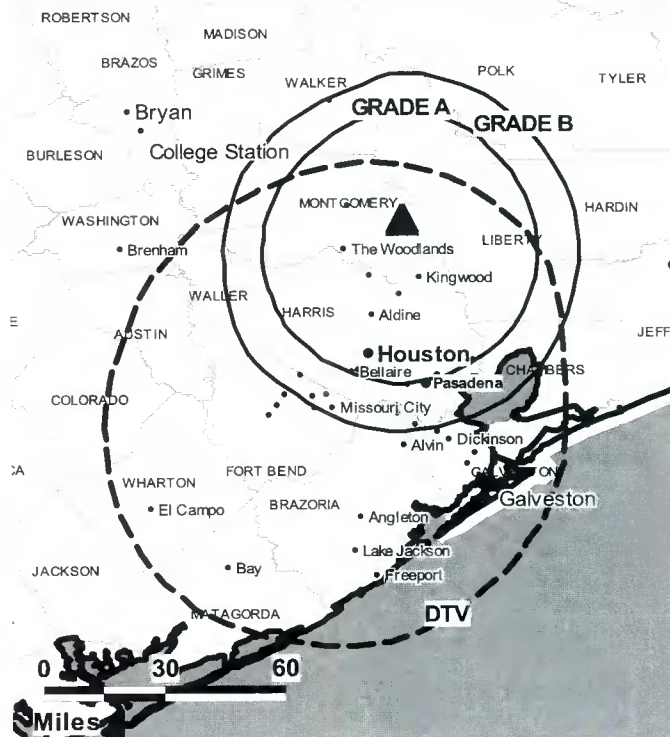 ROBERTSON
MADISON
BRAZOS
GRIMES
WALKER
POLK
TYLER
GRADE A
GRADE B
Bryan
College Station
BURLESON
MONTGOMERY
HARDIN
WASHINGTON
LIBERTY
Brenham
The Woodlands
Kingwood
WALLER
HARRIS
Aldine
AUSTIN
JEFF
Houston
Bellaire
CHAMBERS
Pasadena
COLORADO
Missouri City
Alvin
Dickinson
CA
FORT BEND
GALVESTON
WHARTON
Galveston
El Campo
BRAZORIA
Angleton
Lake Jackson
JACKSON
Bay
Freeport
MATAGORDA
DTV
0 30 60
Miles